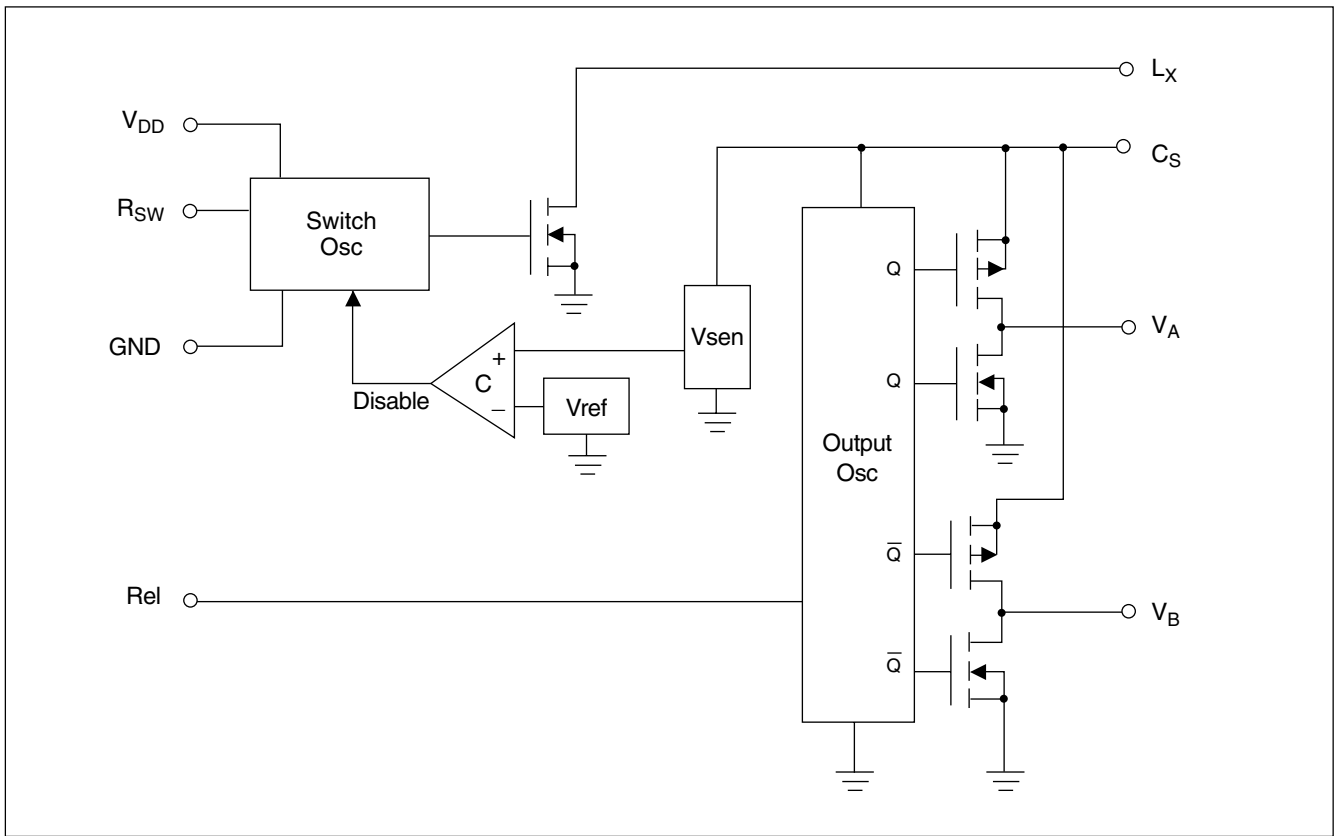 L_X
V_DD
C_S
R_SW
Switch
Osc
Q
Vsen
V_A
GND
+
C
Q
Disable
−
Vref
Output
Osc
Q̅
Rel
V_B
Q̅